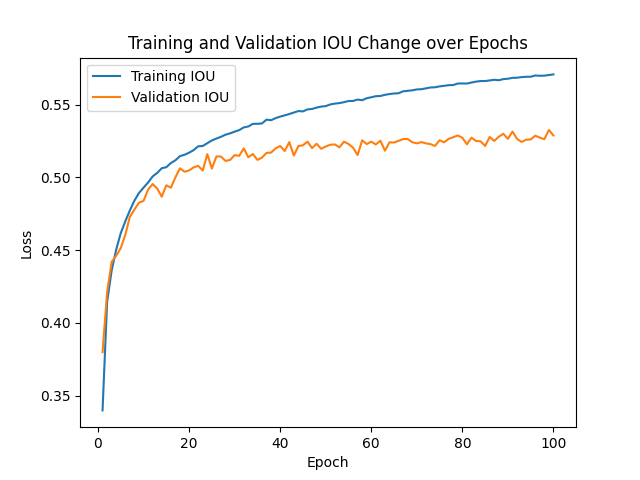 Training and Validation IOU Change over Epochs
Training IOU
Validation IOU
Loss
0.55
0.50
0.45
0.40
0.35
0
20
40
60
80
100
Epoch